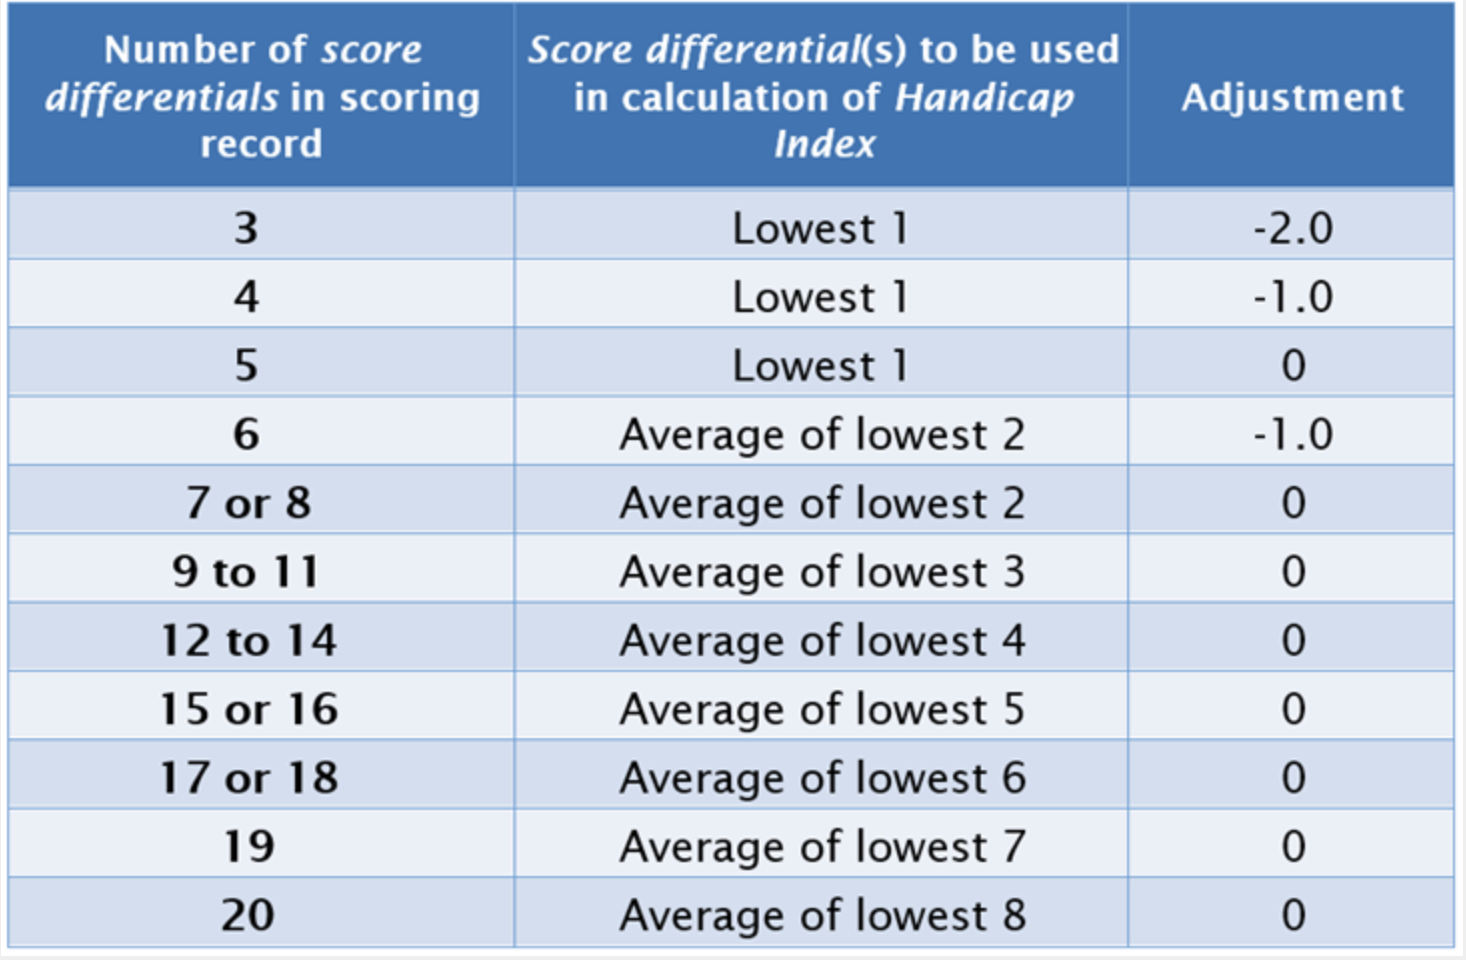 Number of score differentials in scoring record
Score differential(s) to be used in calculation of Handicap Index
Adjustment
3 Lowest 1 -2.0
4 Lowest 1 -1.0
5 Lowest 1 0
6 Average of lowest 2 -1.0
7 or 8 Average of lowest 2 0
9 to 11 Average of lowest 3 0
12 to 14 Average of lowest 4 0
15 or 16 Average of lowest 5 0
17 or 18 Average of lowest 6 0
19 Average of lowest 7 0
20 Average of lowest 8 0